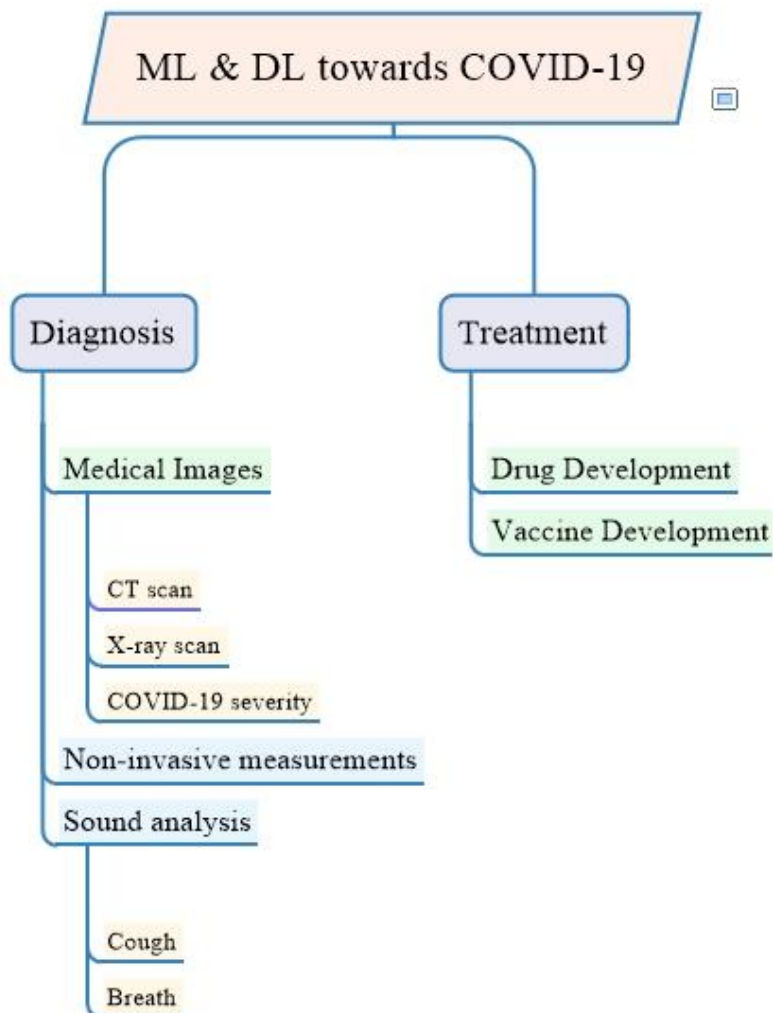 ML & DL towards COVID-19
Diagnosis
Treatment
Medical Images
CT scan
X-ray scan
COVID-19 severity
Non-invasive measurements
Sound analysis
Cough
Breath
Drug Development
Vaccine Development